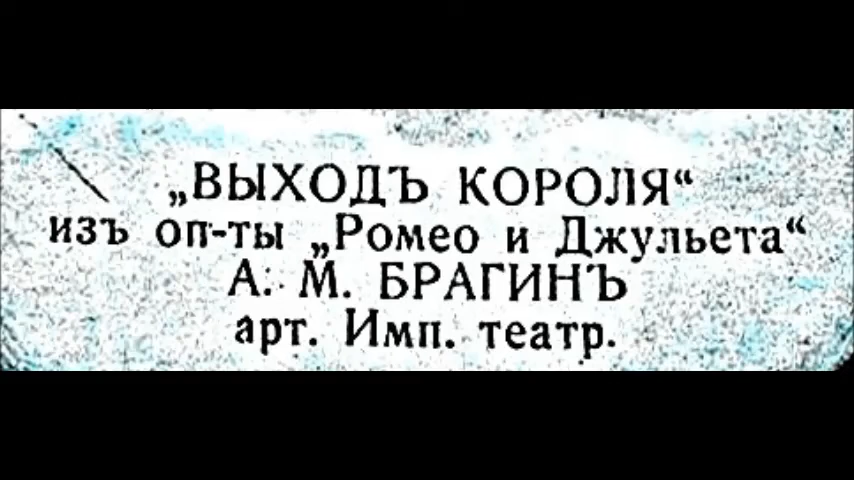 „ВЫХОДЪ КОРОЛЯ“
изъ оп-ты „Ромео и Джульета“
А. М. БРАГИНЪ
арт. Имп. театр.